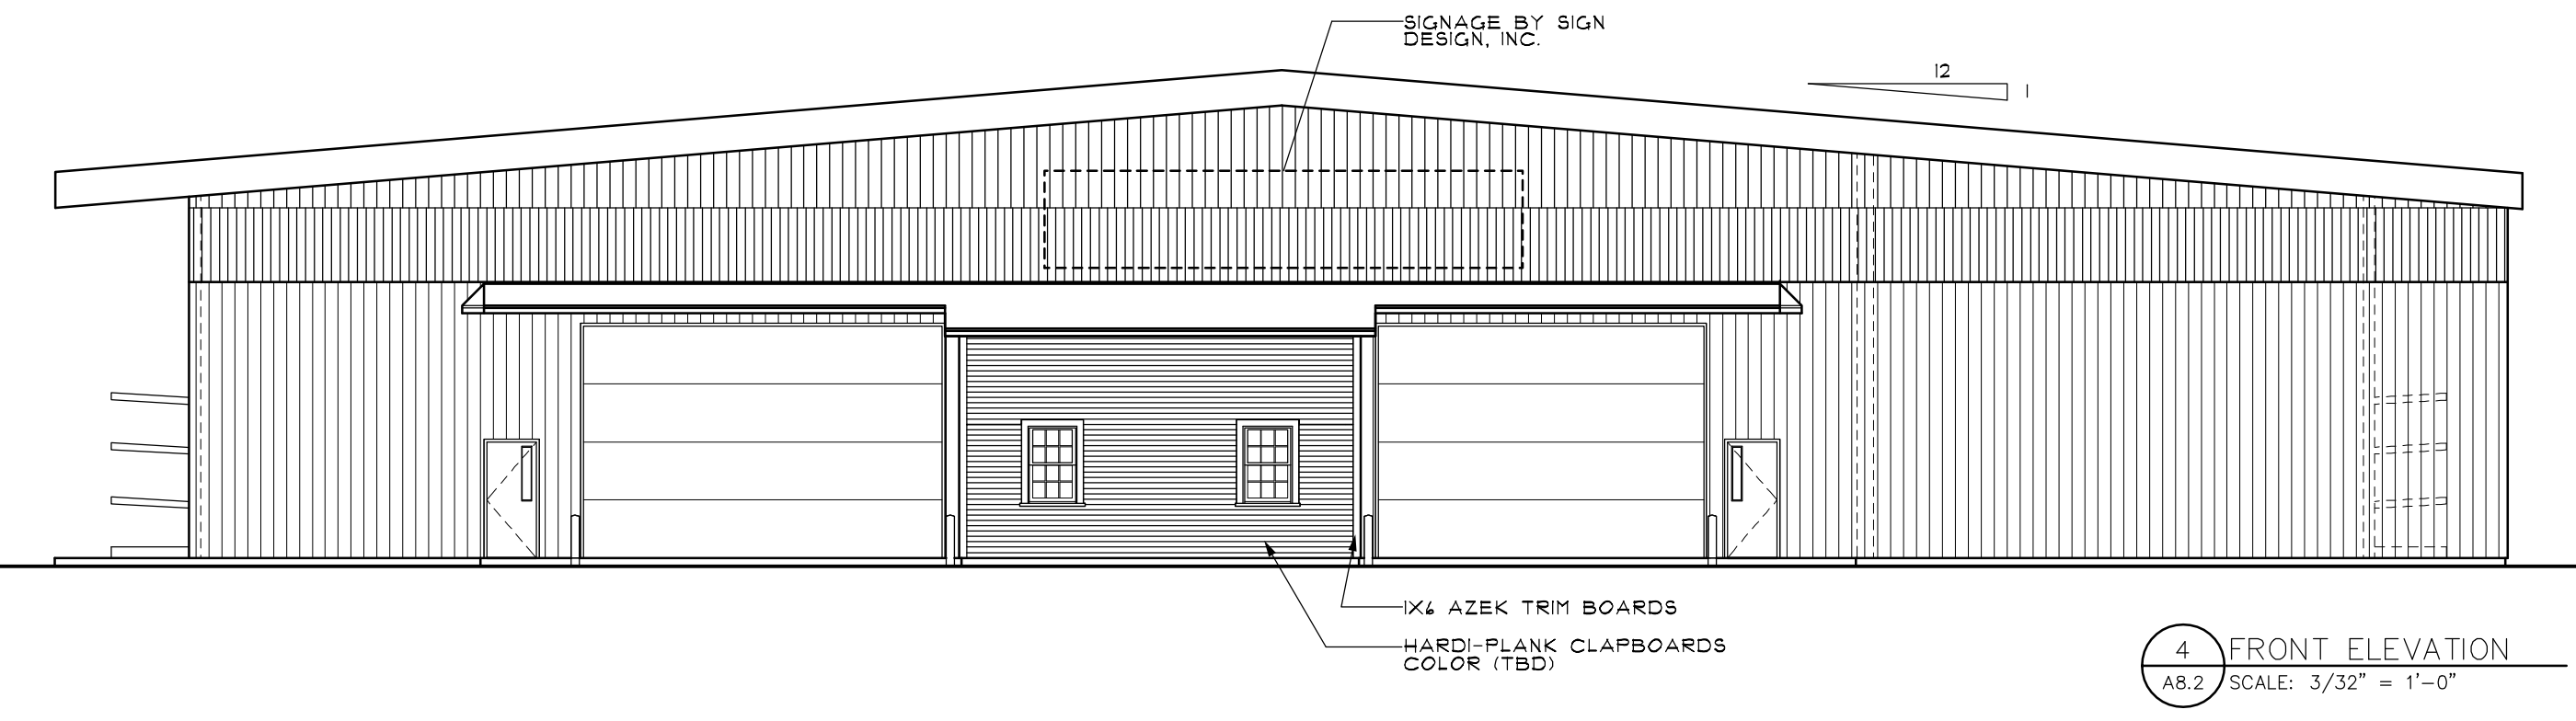 SIGNAGE BY SIGN
DESIGN, INC.
12
1
1X6 AZEK TRIM BOARDS
HARDI-PLANK CLAPBOARDS
COLOR (TBD)
4
FRONT ELEVATION
A8.2
SCALE: 3/32" = 1'-0"